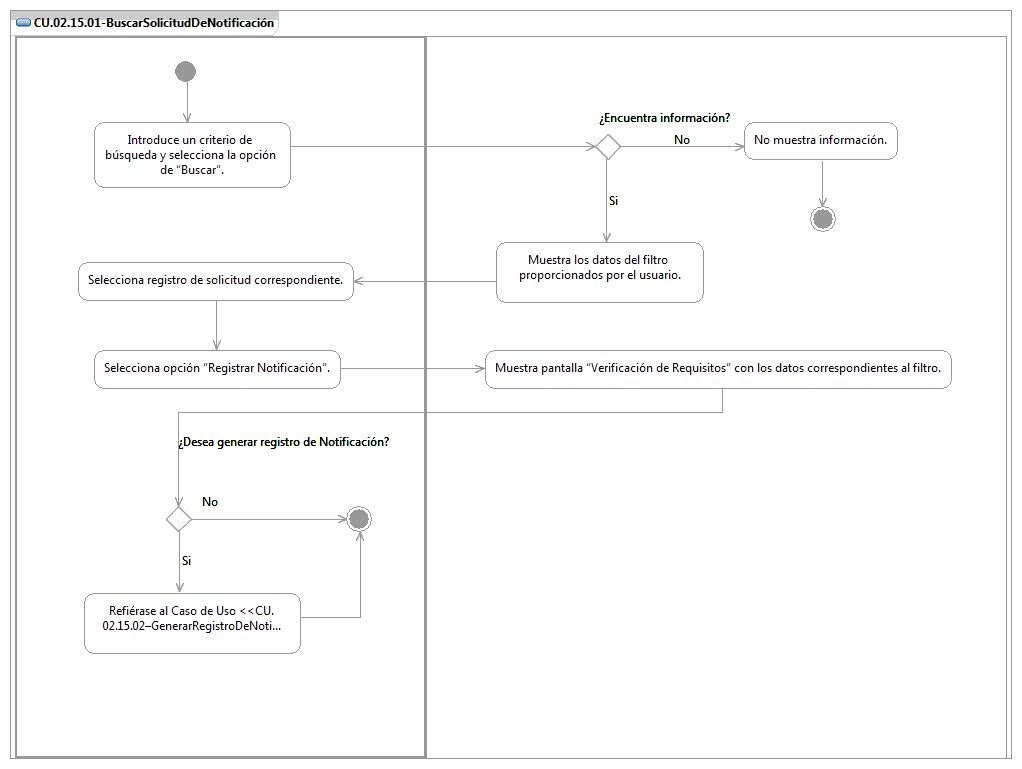 CU.02.15.01-BuscarSolicitudDeNotificación
¿Encuentra información?
Introduce un criterio de
búsqueda y selecciona la opción
de “Buscar”.
No
No muestra información.
Si
Muestra los datos del filtro
proporcionados por el usuario.
Selecciona registro de solicitud correspondiente.
Selecciona opción “Registrar Notificación”.
Muestra pantalla “Verificación de Requisitos” con los datos correspondientes al filtro.
¿Desea generar registro de Notificación?
No
Si
Refiérase al Caso de Uso <<CU.
02.15.02–GenerarRegistroDeNoti...